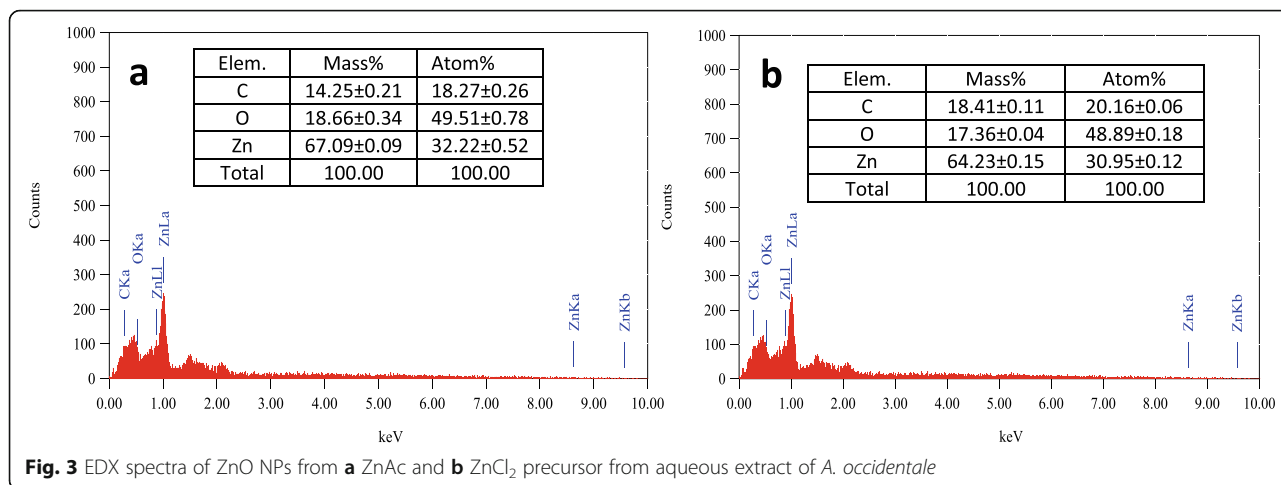 1000
900
800
700
600
500
400
300
200
100
0
Counts
a
Elem. Mass% Atom%
C 14.25±0.21 18.27±0.26
O 18.66±0.34 49.51±0.78
Zn 67.09±0.09 32.22±0.52
Total 100.00 100.00
CKa
OKa
ZnLl
ZnLa
ZnKa
ZnKb
0.00 1.00 2.00 3.00 4.00 5.00 6.00 7.00 8.00 9.00 10.00
keV
1000
900
800
700
600
500
400
300
200
100
0
Counts
b
Elem. Mass% Atom%
C 18.41±0.11 20.16±0.06
O 17.36±0.04 48.89±0.18
Zn 64.23±0.15 30.95±0.12
Total 100.00 100.00
CKa
OKa
ZnLl
ZnLa
ZnKa
ZnKb
0.00 1.00 2.00 3.00 4.00 5.00 6.00 7.00 8.00 9.00 10.00
keV
Fig. 3 EDX spectra of ZnO NPs from a ZnAc and b ZnCl₂ precursor from aqueous extract of A. occidentale